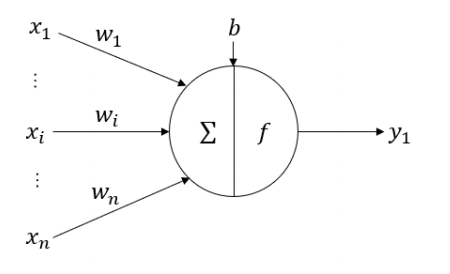 x₁
w₁
b
⋮
xᵢ
wᵢ
Σ
f
y₁
⋮
wₙ
xₙ